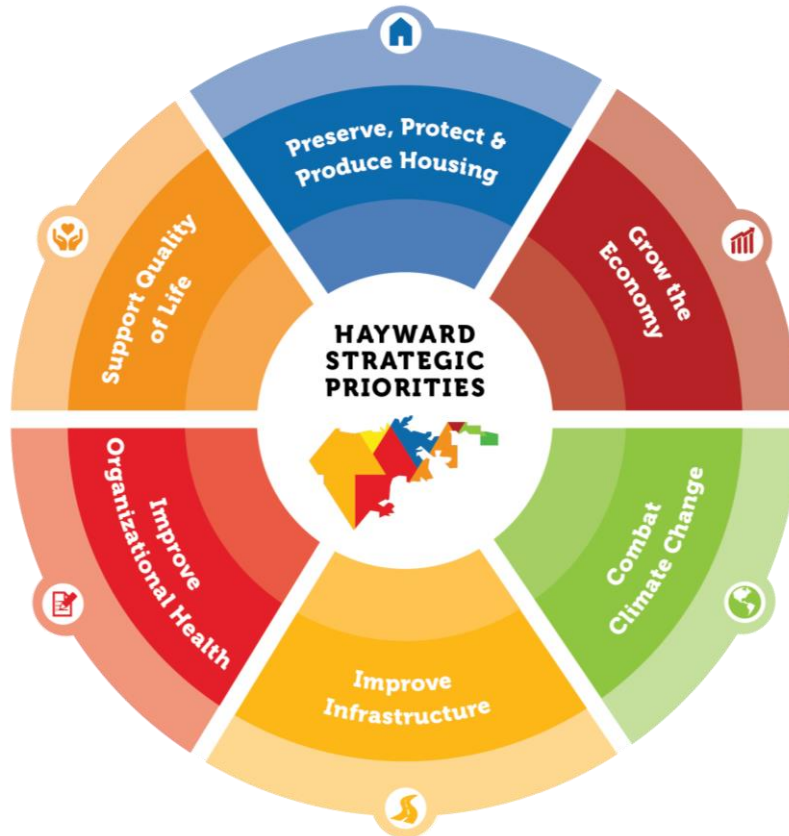 Preserve, Protect &
Produce Housing
Grow the
Economy
Combat
Climate Change
Improve
Infrastructure
Improve
Organizational Health
Support Quality
of Life
HAYWARD
STRATEGIC
PRIORITIES